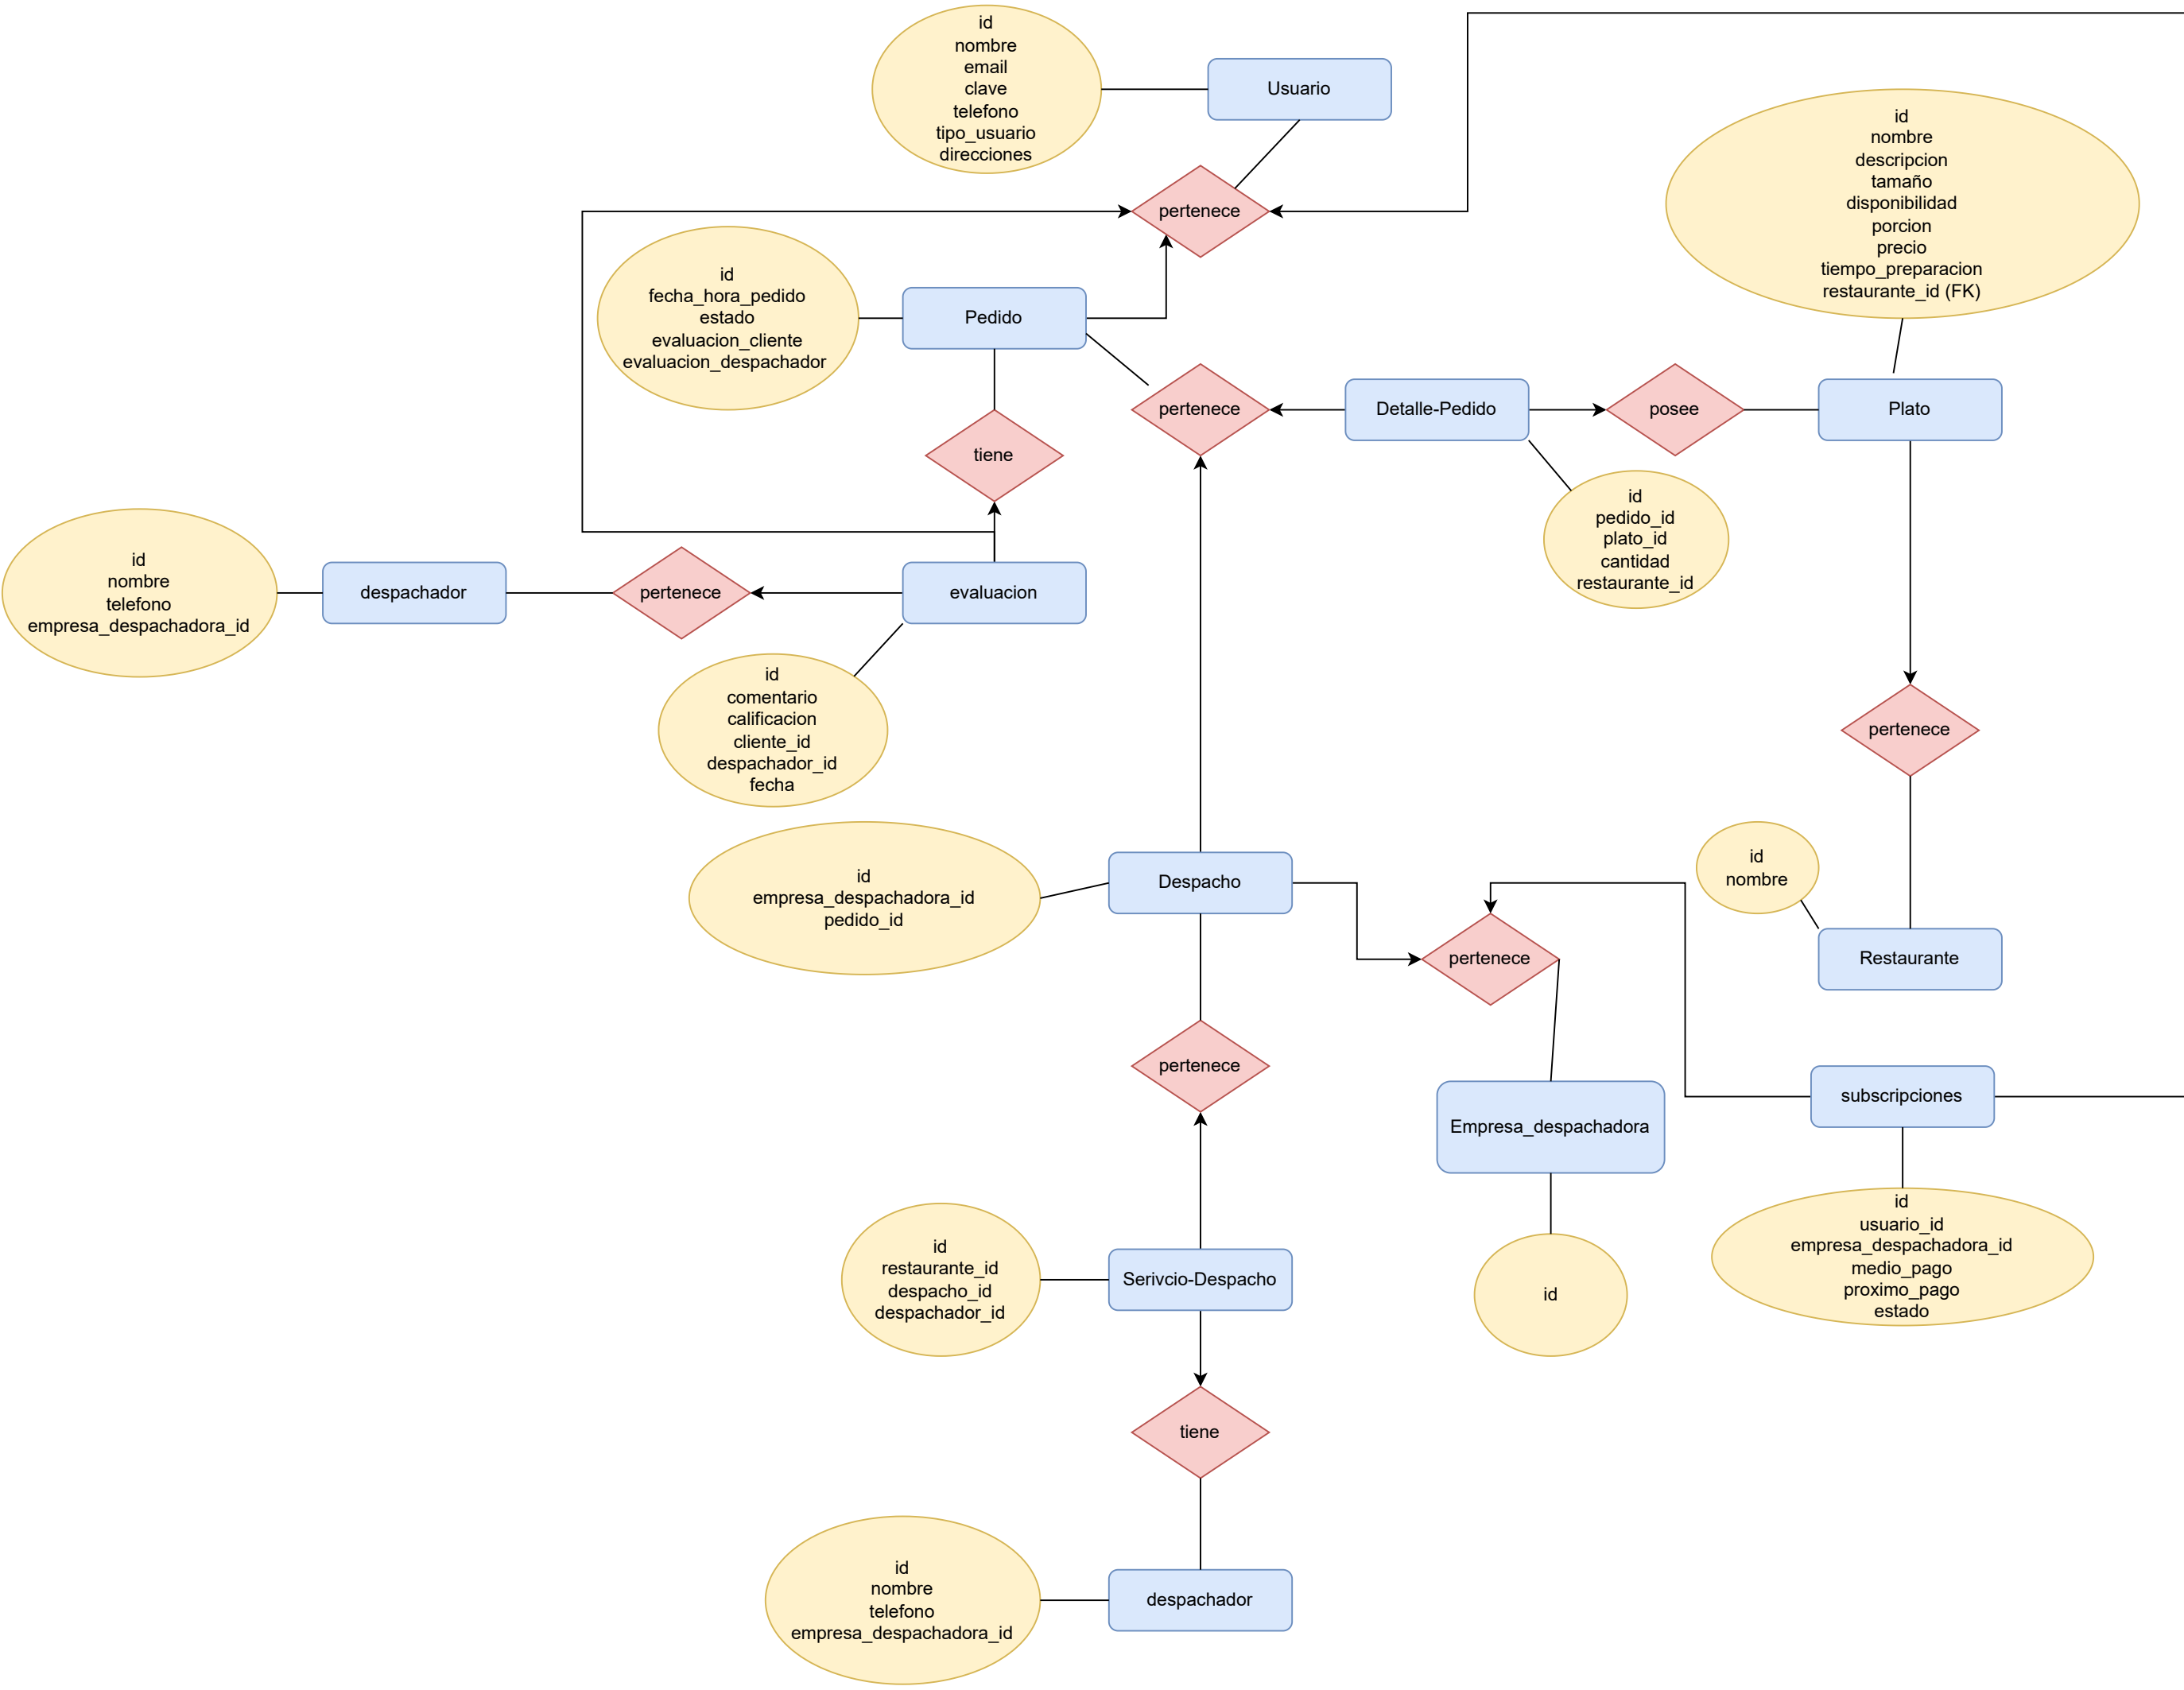 id
nombre
email
clave
telefono
tipo_usuario
direcciones
Usuario
pertenece
id
nombre
descripcion
tamaño
disponibilidad
porcion
precio
tiempo_preparacion
restaurante_id (FK)
id
fecha_hora_pedido
estado
evaluacion_cliente
evaluacion_despachador
Pedido
pertenece
Detalle-Pedido
posee
Plato
tiene
id
pedido_id
plato_id
cantidad
restaurante_id
id
nombre
telefono
empresa_despachadora_id
despachador
pertenece
evaluacion
id
comentario
calificacion
cliente_id
despachador_id
fecha
pertenece
id
empresa_despachadora_id
pedido_id
Despacho
pertenece
id
nombre
Restaurante
pertenece
Empresa_despachadora
subscripciones
id
restaurante_id
despacho_id
despachador_id
Serivcio-Despacho
id
id
usuario_id
empresa_despachadora_id
medio_pago
proximo_pago
estado
tiene
id
nombre
telefono
empresa_despachadora_id
despachador